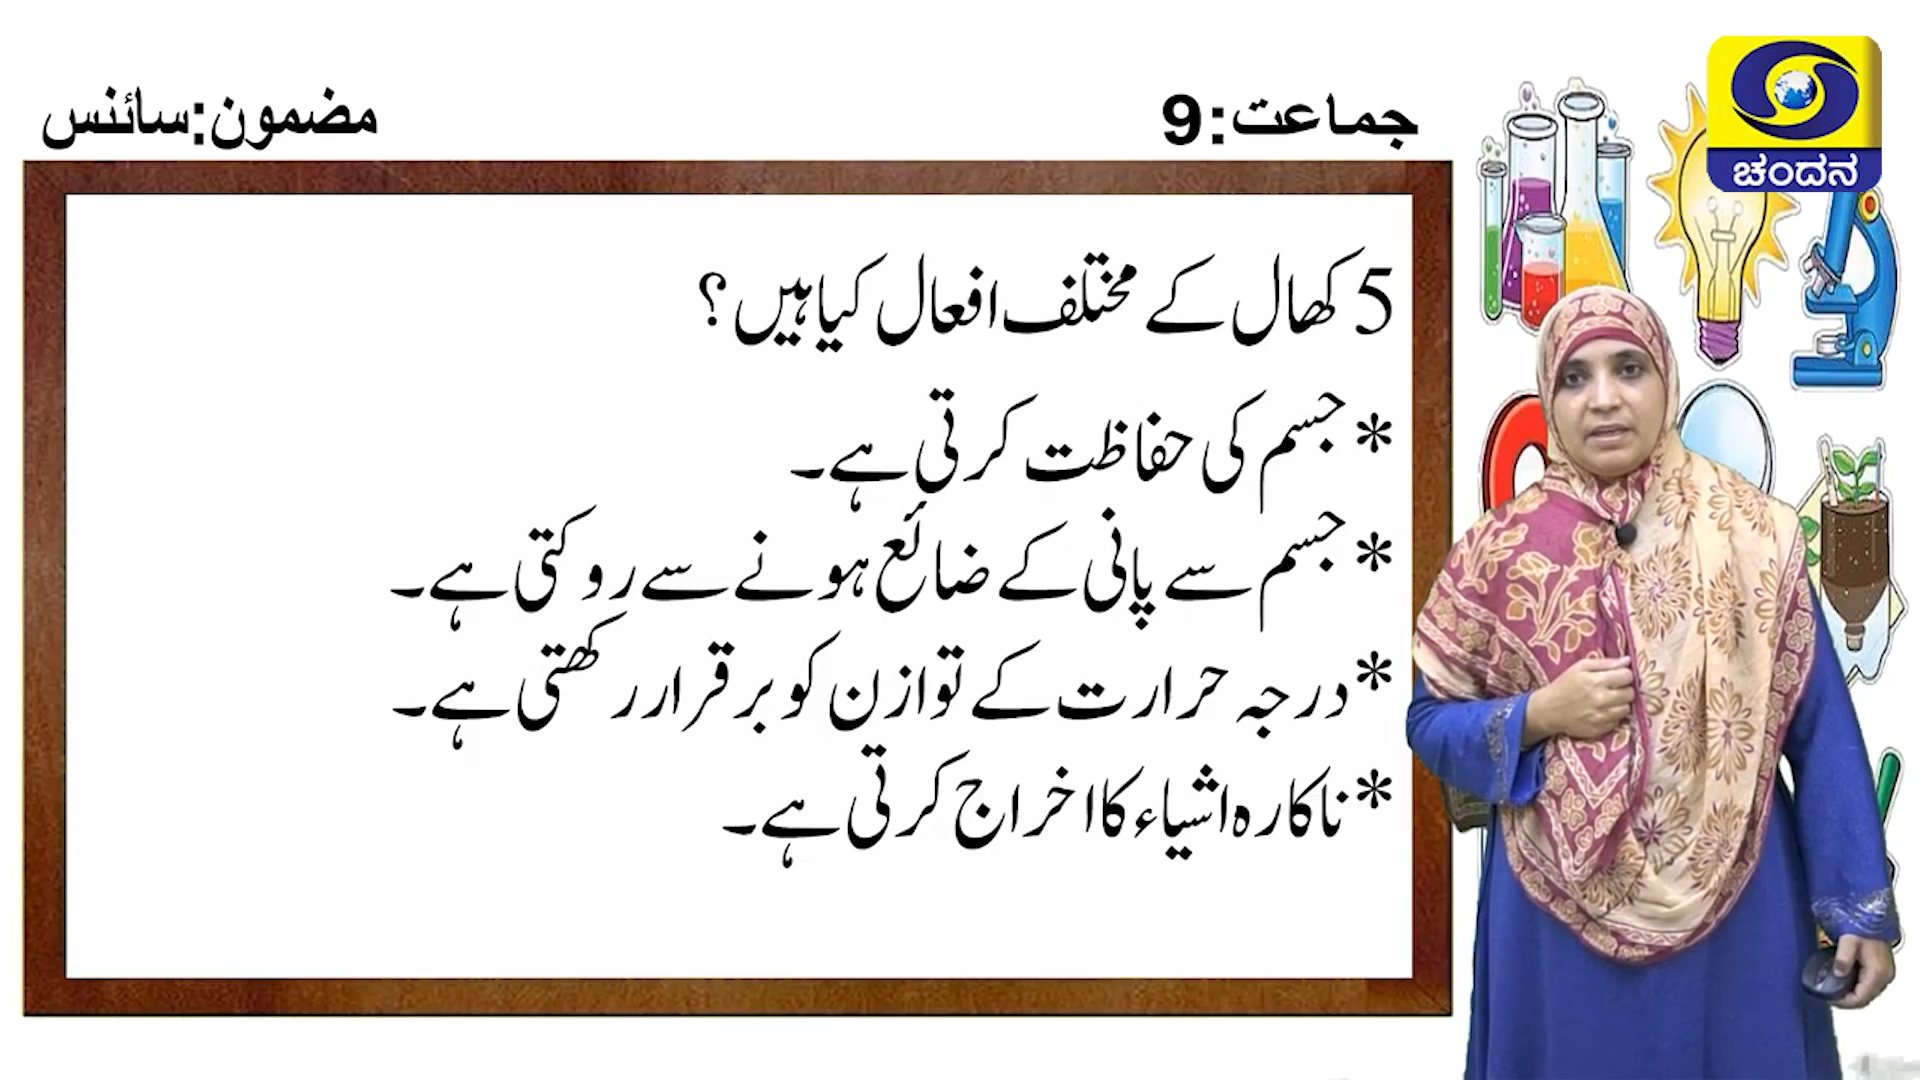 جماعت:9
مضمون:سائنس
ಚಂದನ
5 کھال کے مختلف افعال کیا ہیں؟
* جسم کی حفاظت کرتی ہے۔
* جسم سے پانی کے ضائع ہونے سے روکتی ہے۔
* درجہ حرارت کے توازن کو برقرار رکھتی ہے۔
* ناکارہ اشیاء کا اخراج کرتی ہے۔